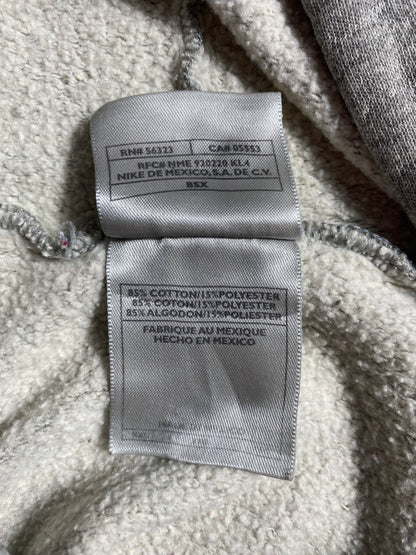 RN# 56323 CA# 05553
RFC# NME 920220 KL4
NIKE DE MEXICO, S.A. DE C.V.
BSX
85% COTTON/15%POLYESTER
85% COTON/15%POLYESTER
85% ALGODON/15%POLIESTER
FABRIQUE AU MEXIQUE
HECHO EN MEXICO